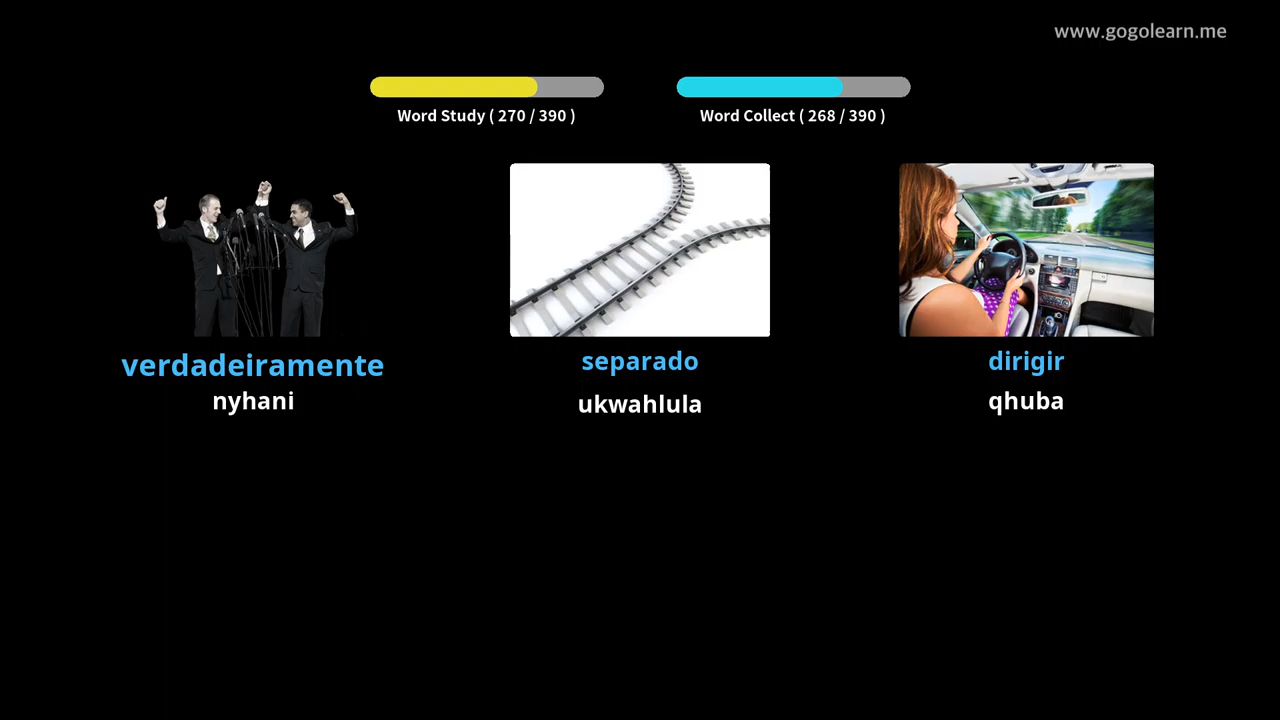 www.gogolearn.me
Word Study ( 270 / 390 )
Word Collect ( 268 / 390 )
verdadeiramente
nyhani
separado
ukwahlula
dirigir
qhuba